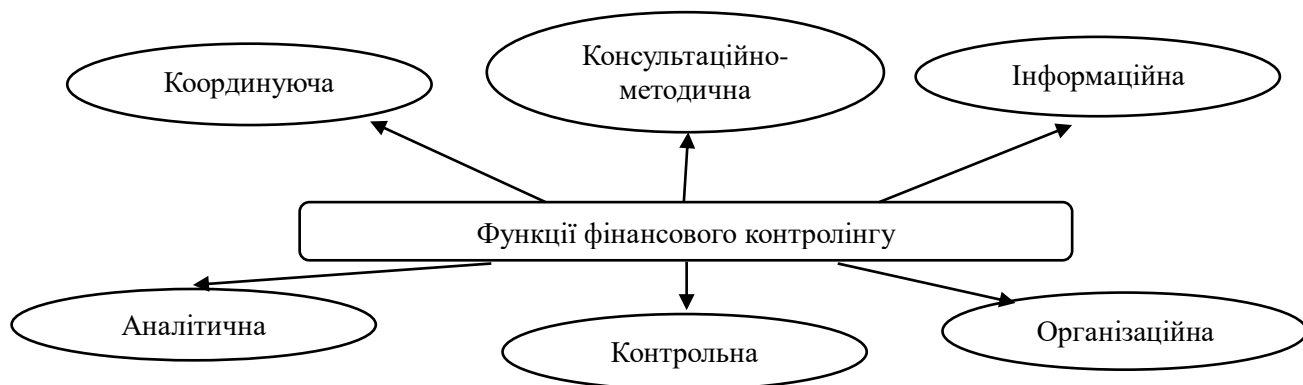 Координуюча
Консультаційно-
методична
Інформаційна
Функції фінансового контролінгу
Аналітична
Контрольна
Організаційна